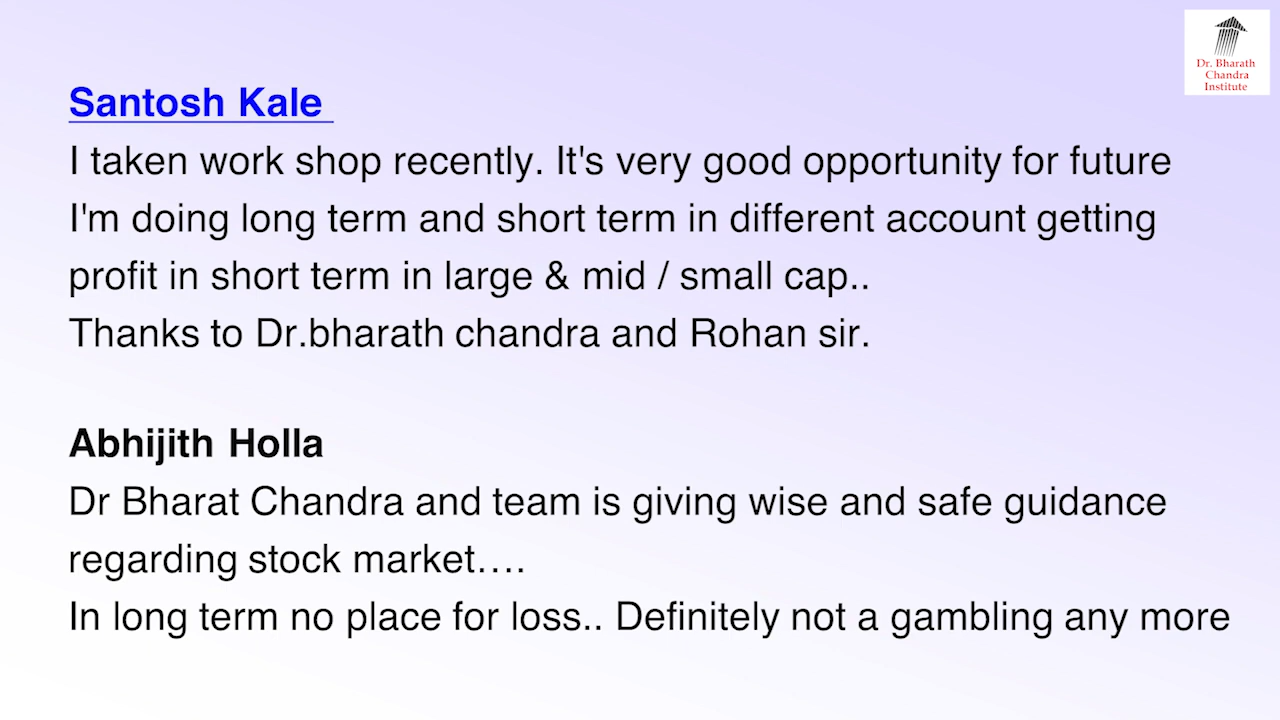 Dr. Bharath
Chandra
Institute
Santosh Kale
I taken work shop recently. It's very good opportunity for future
I'm doing long term and short term in different account getting
profit in short term in large & mid / small cap..
Thanks to Dr.bharath chandra and Rohan sir.
Abhijith Holla
Dr Bharat Chandra and team is giving wise and safe guidance
regarding stock market….
In long term no place for loss.. Definitely not a gambling any more